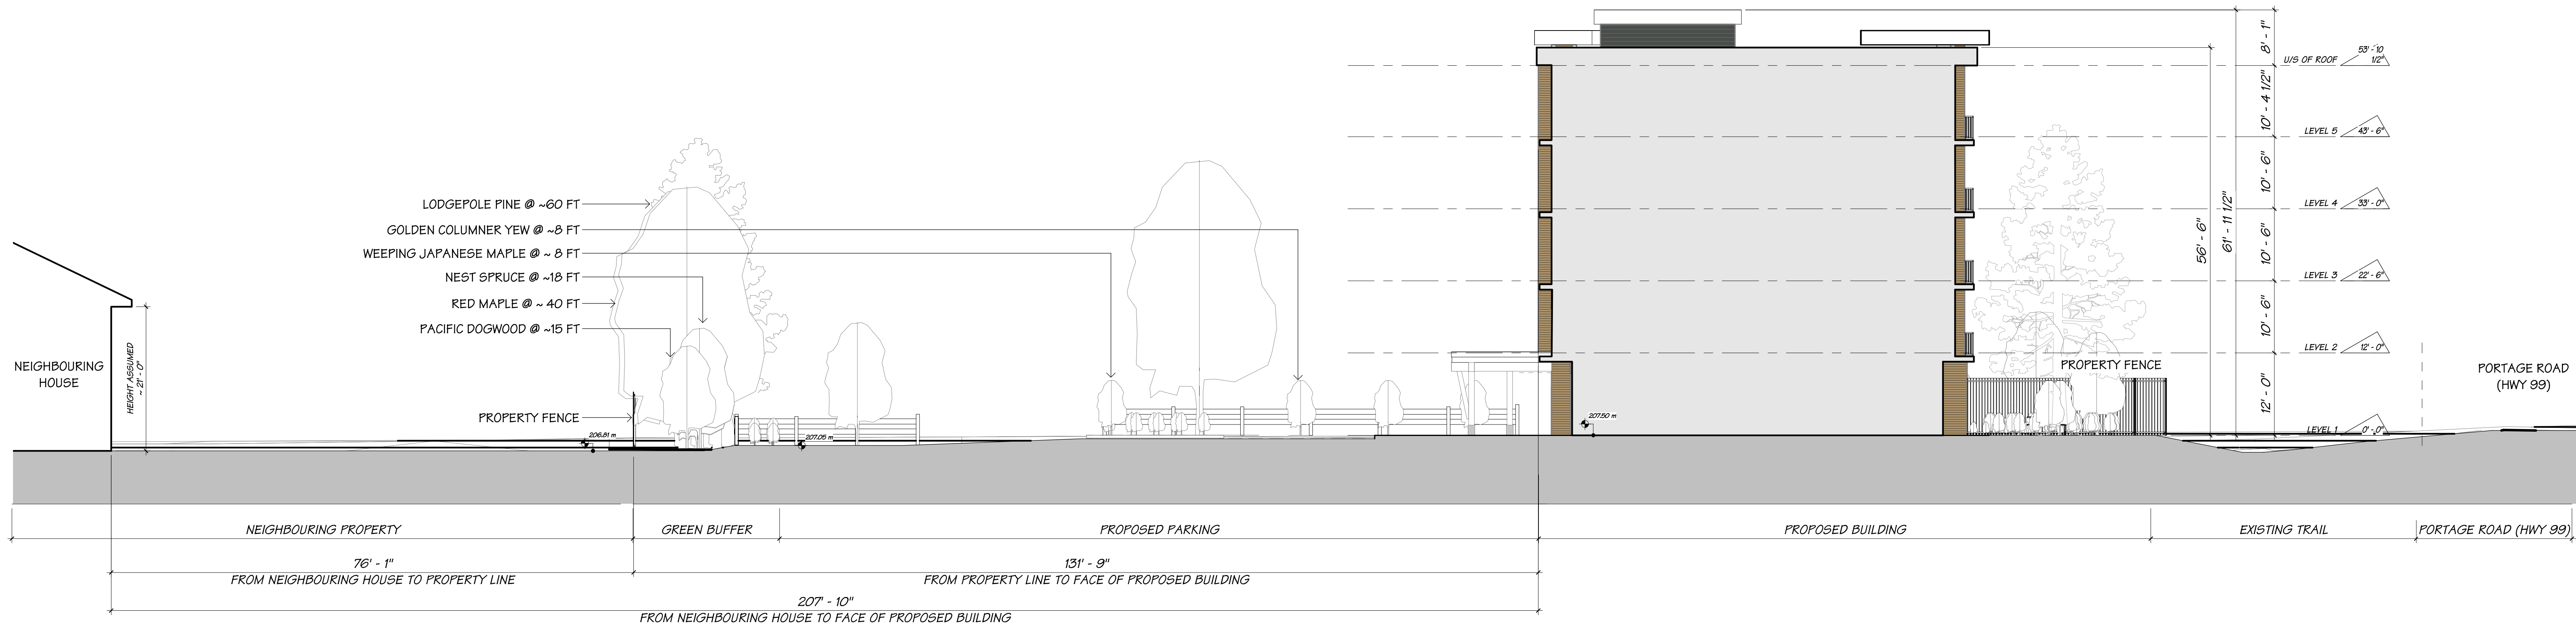 8' - 1"
53' - 10
1/2"
U/S OF ROOF
10' - 4 1/2"
LEVEL 5
43' - 6"
10' - 6"
LODGEPOLE PINE @ ~60 FT
LEVEL 4
33' - 0"
GOLDEN COLUMNER YEW @ ~8 FT
56' - 6"
61' - 11 1/2"
10' - 6"
WEEPING JAPANESE MAPLE @ ~ 8 FT
NEST SPRUCE @ ~18 FT
LEVEL 3
22' - 6"
RED MAPLE @ ~ 40 FT
10' - 6"
PACIFIC DOGWOOD @ ~15 FT
LEVEL 2
12' - 0"
NEIGHBOURING
HOUSE
HEIGHT ASSUMED
~ 21' - 0"
PROPERTY FENCE
PORTAGE ROAD
(HWY 99)
12' - 0"
PROPERTY FENCE
207.50 m
206.81 m
207.05 m
LEVEL 1
0' - 0"
NEIGHBOURING PROPERTY
GREEN BUFFER
PROPOSED PARKING
PROPOSED BUILDING
EXISTING TRAIL
PORTAGE ROAD (HWY 99)
76' - 1"
FROM NEIGHBOURING HOUSE TO PROPERTY LINE
131' - 9"
FROM PROPERTY LINE TO FACE OF PROPOSED BUILDING
207' - 10"
FROM NEIGHBOURING HOUSE TO FACE OF PROPOSED BUILDING